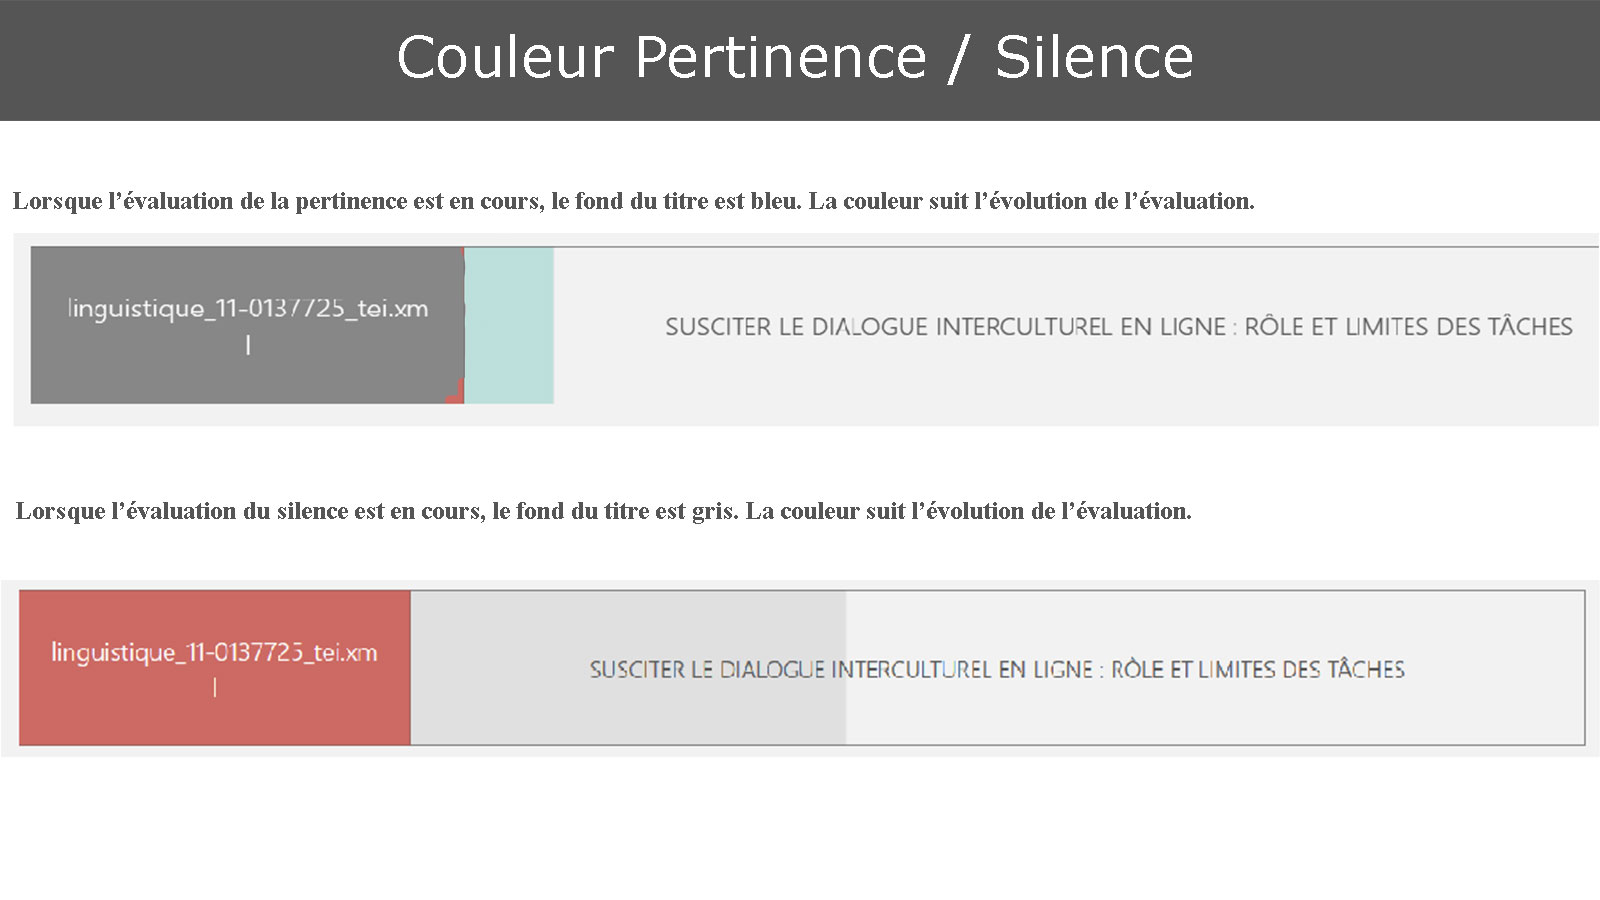 Couleur Pertinence / Silence
Lorsque l’évaluation de la pertinence est en cours, le fond du titre est bleu. La couleur suit l’évolution de l’évaluation.
linguistique_11-0137725_tei.xm
l
SUSCITER LE DIALOGUE INTERCULTUREL EN LIGNE : RÔLE ET LIMITES DES TÂCHES
Lorsque l’évaluation du silence est en cours, le fond du titre est gris. La couleur suit l’évolution de l’évaluation.
linguistique_11-0137725_tei.xm
l
SUSCITER LE DIALOGUE INTERCULTUREL EN LIGNE : RÔLE ET LIMITES DES TÂCHES